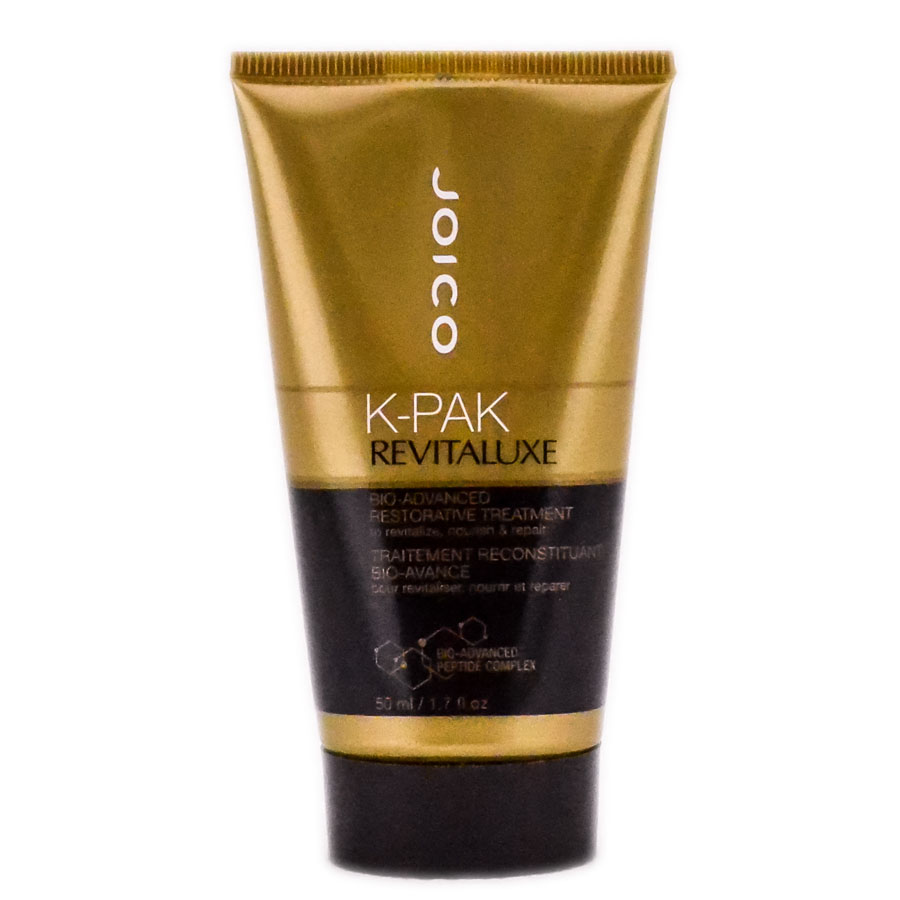 JOICO
K-PAK
REVITALUXE
BIO-ADVANCED
RESTORATIVE TREATMENT
to revitalize, nourish & repair
TRAITEMENT RECONSTITUANT
BIO-AVANCE
pour revitaliser, nourrir et reparer
BIO-ADVANCED
PEPTIDE COMPLEX
50 ml / 1.7 fl oz